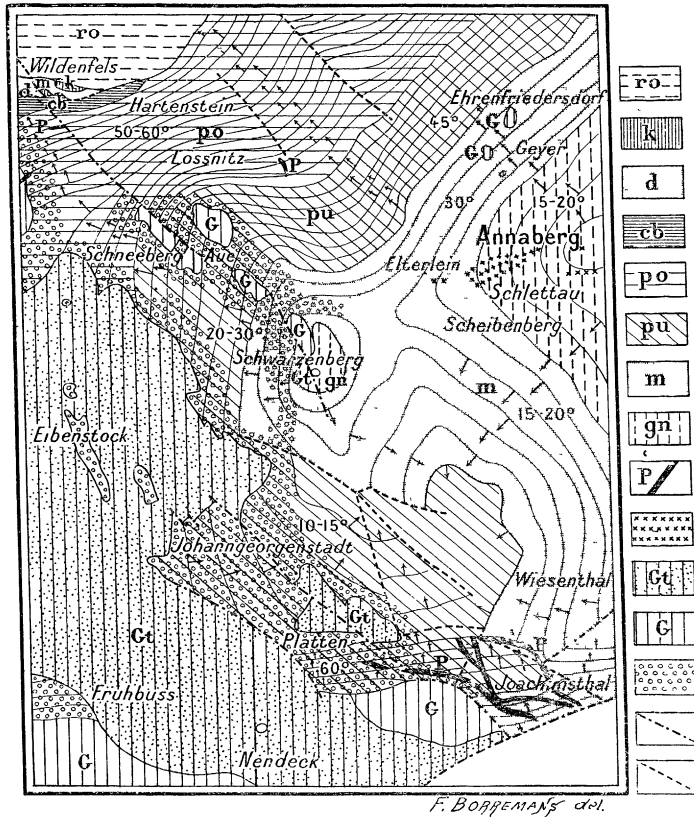 ro
Wildenfels
m
k
d
cb
Hartenstein
P
50-60°
po
Lossnitz
P
Ehrenfriedersdorf
45°
G
G
Geyer
30°
5-20°
G
pu
Annaberg
Schneeberg
Aue
Elterlein
G
Schlettau
Scheibenberg
20-30°
G
Schwarzenberg
Gt
gn
m
15-20°
Eibenstock
10-15°
Johanngeorgenstadt
Wiesenthal
Gt
Gt
Platten
P
P
60°
Joachimsthal
Fruhbuss
G
G
Nendeck
F. BORREMANS del.
ro
k
d
cb
po
pu
m
gn
P
Gt
G